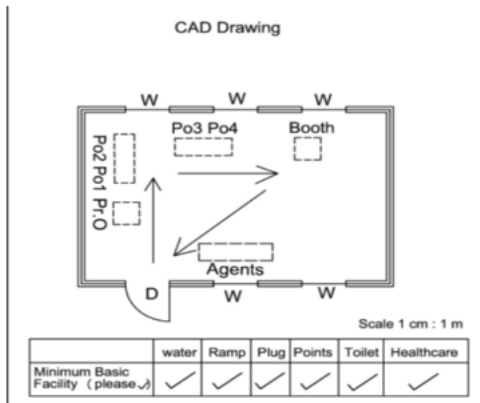 CAD Drawing
W W W
Po3 Po4 Booth
Po2 Po1 Pr.O
Agents
D W W
Scale 1 cm : 1 m
water Ramp Plug Points Toilet Healthcare
Minimum Basic
Facility ( please ✓) ✓ ✓ ✓ ✓ ✓ ✓